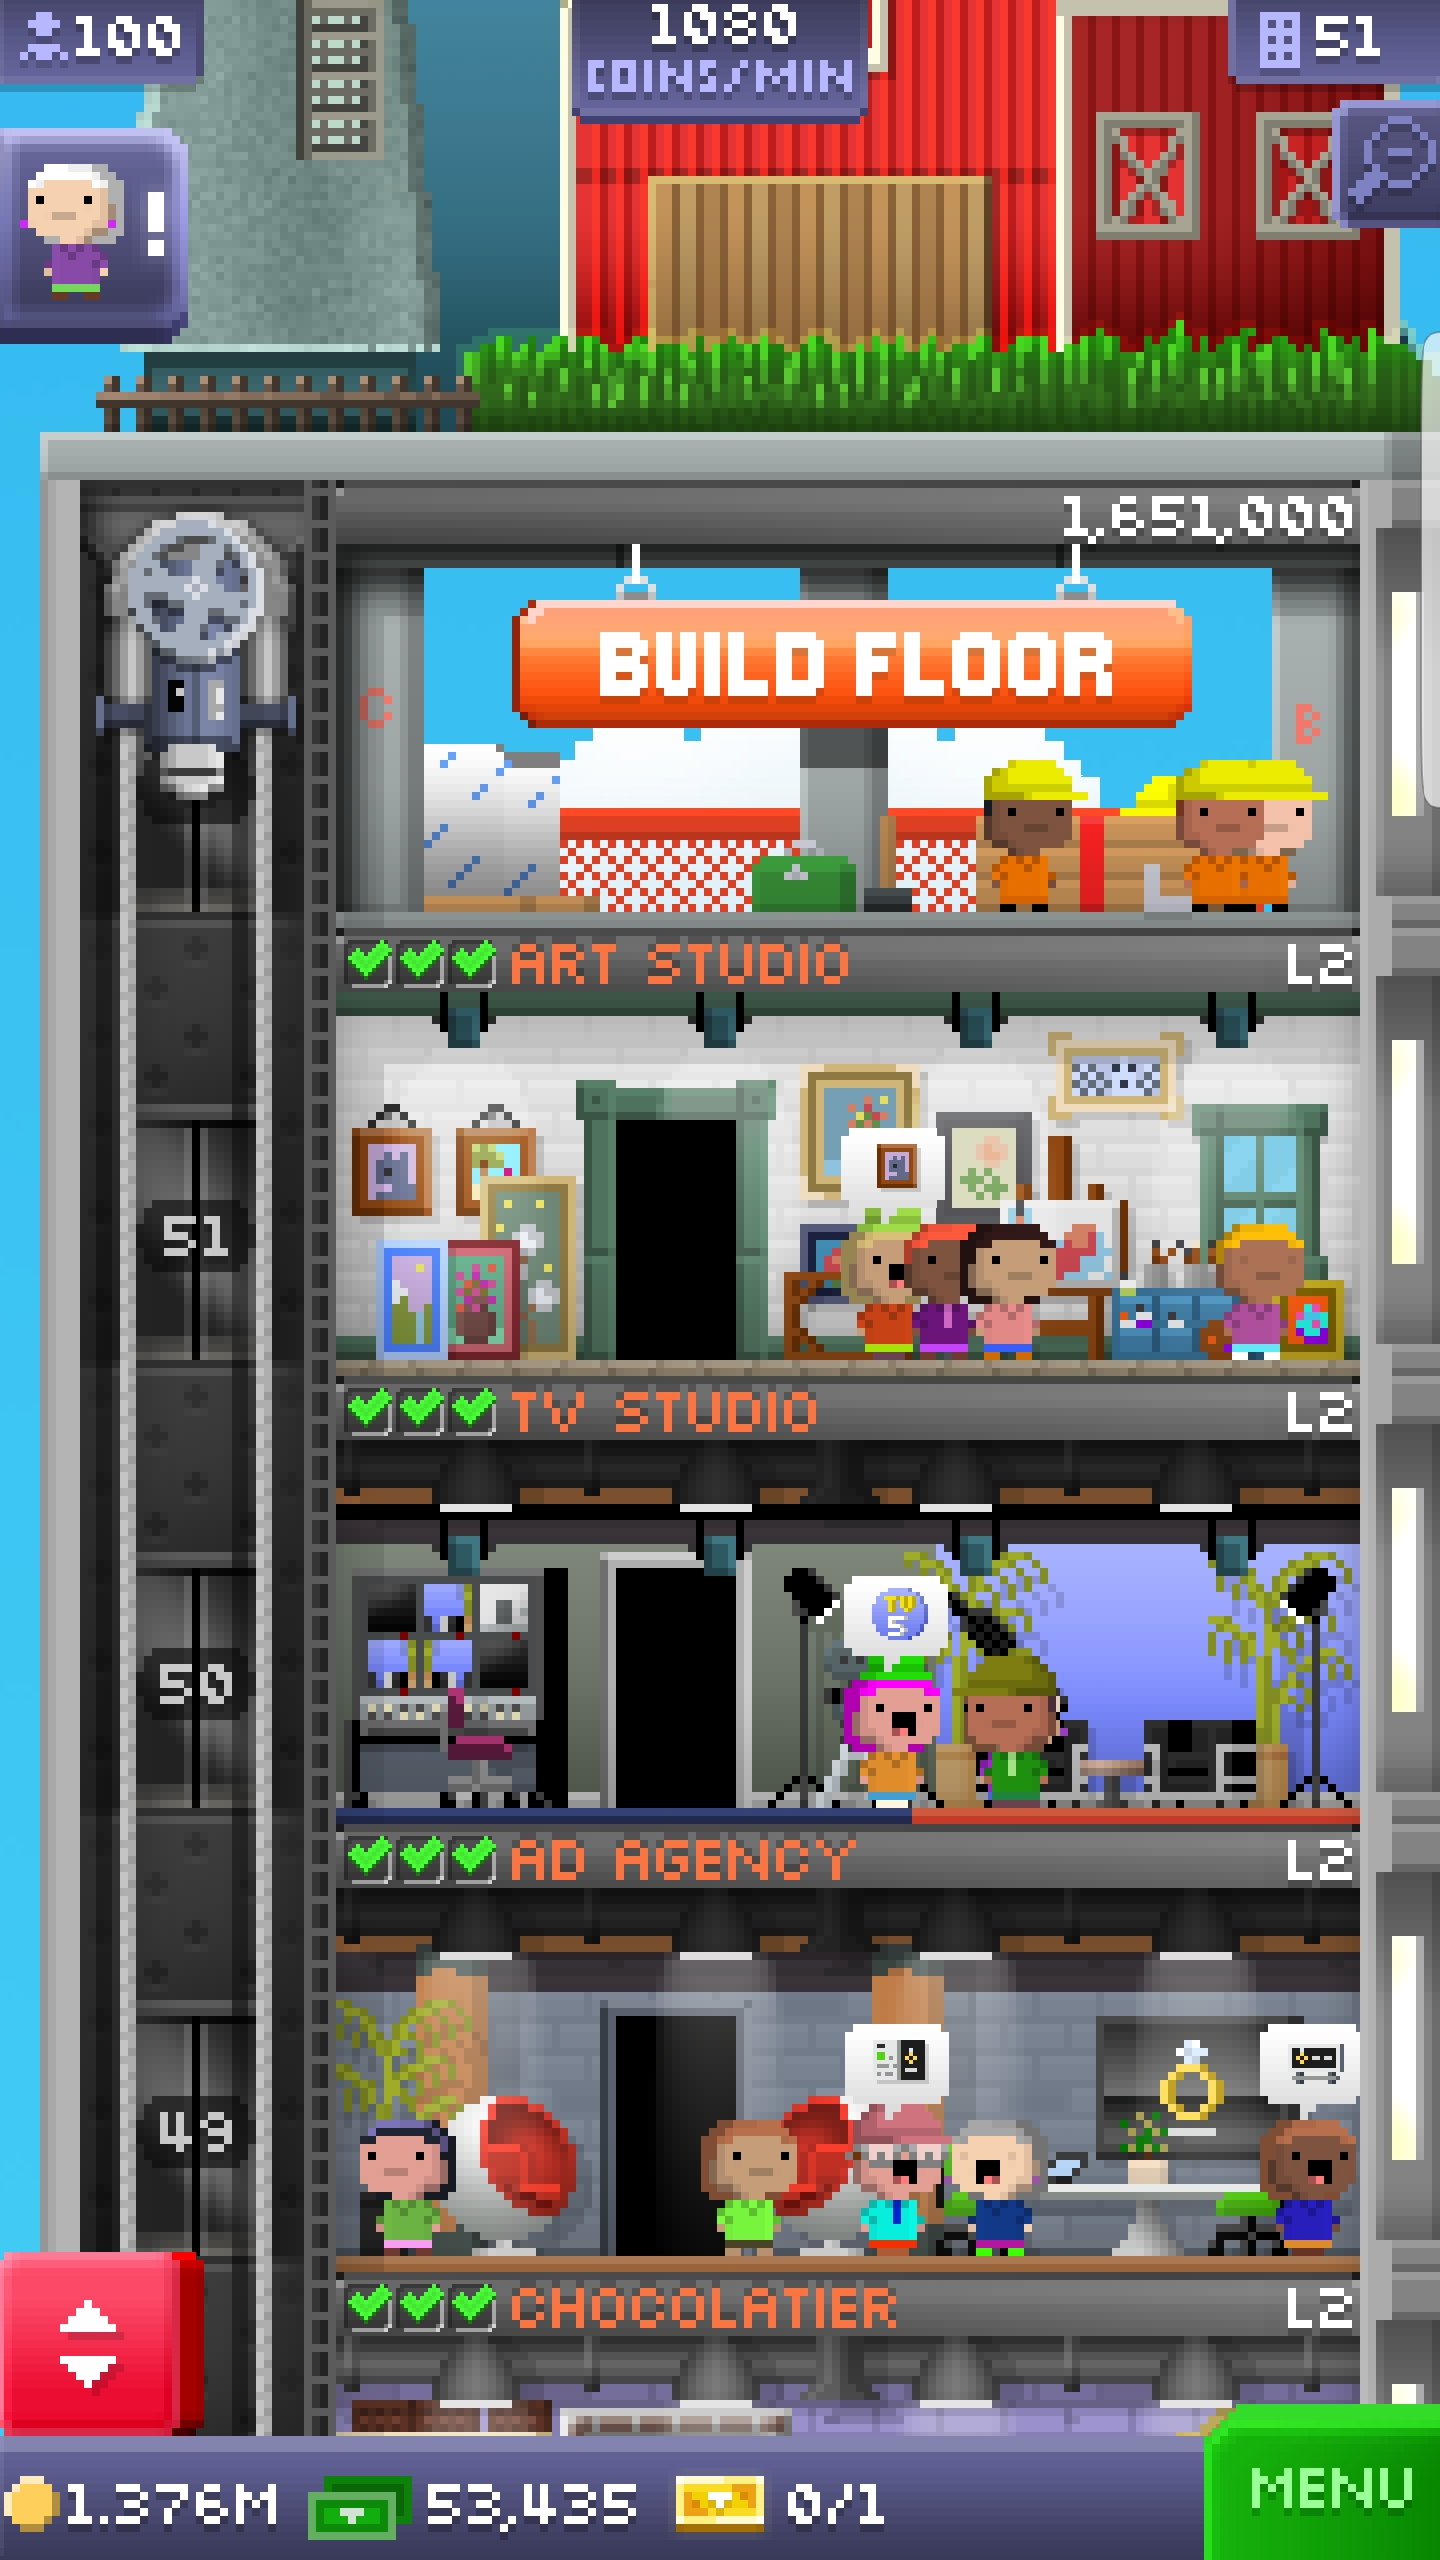 100
1080
COINS/MIN
51
!
1,651,000
BUILD FLOOR
C
B
ART STUDIO L2
51
TV STUDIO L2
TV
5
50
AD AGENCY L2
49
CHOCOLATIER L2
1.376M 53,435 0/1
MENU